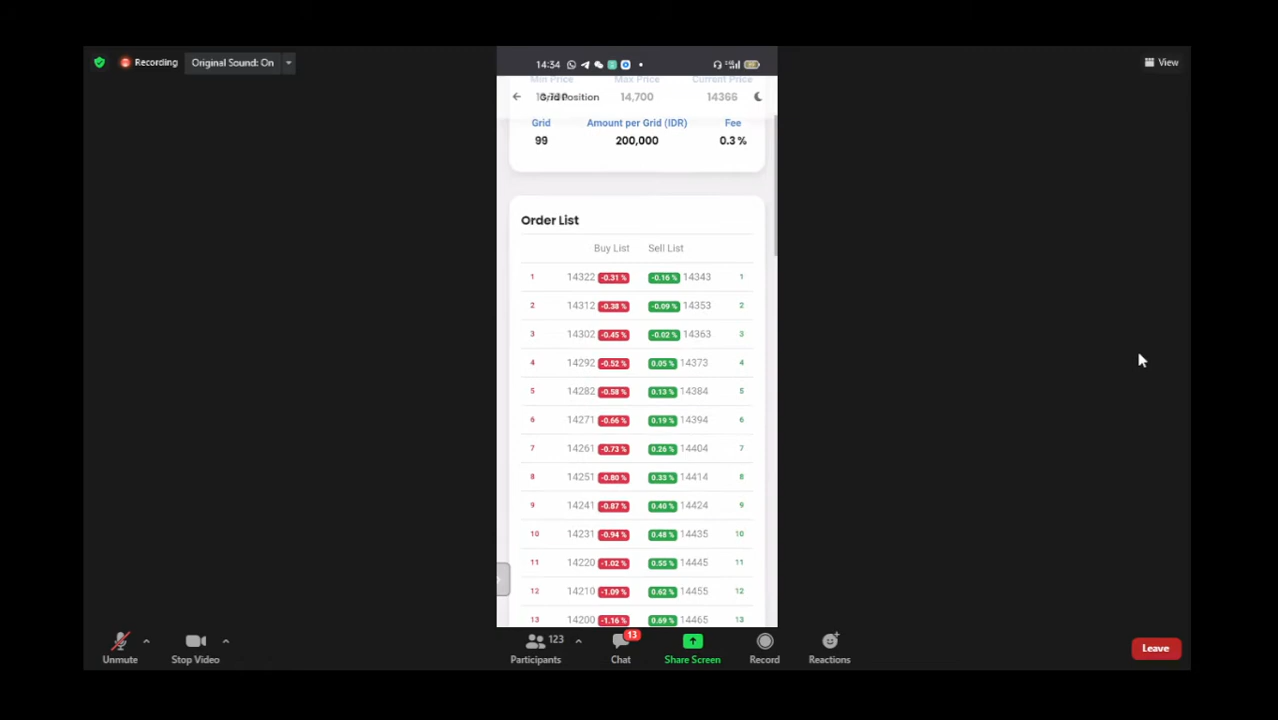 Recording
Original Sound: On
View
14:34
Min Price Max Price Current Price
Grid Position 14,700 14366
Grid Amount per Grid (IDR) Fee
99 200,000 0.3 %
Order List
Buy List Sell List
1 14322 -0.31 % -0.16 % 14343 1
2 14312 -0.38 % -0.09 % 14353 2
3 14302 -0.45 % -0.02 % 14363 3
4 14292 -0.52 % 0.05 % 14373 4
5 14282 -0.58 % 0.13 % 14384 5
6 14271 -0.66 % 0.19 % 14394 6
7 14261 -0.73 % 0.26 % 14404 7
8 14251 -0.80 % 0.33 % 14414 8
9 14241 -0.87 % 0.40 % 14424 9
10 14231 -0.94 % 0.48 % 14435 10
11 14220 -1.02 % 0.55 % 14445 11
12 14210 -1.09 % 0.62 % 14455 12
13 14200 -1.16 % 0.69 % 14465 13
Unmute Stop Video Participants 123 Chat 13 Share Screen Record Reactions Leave